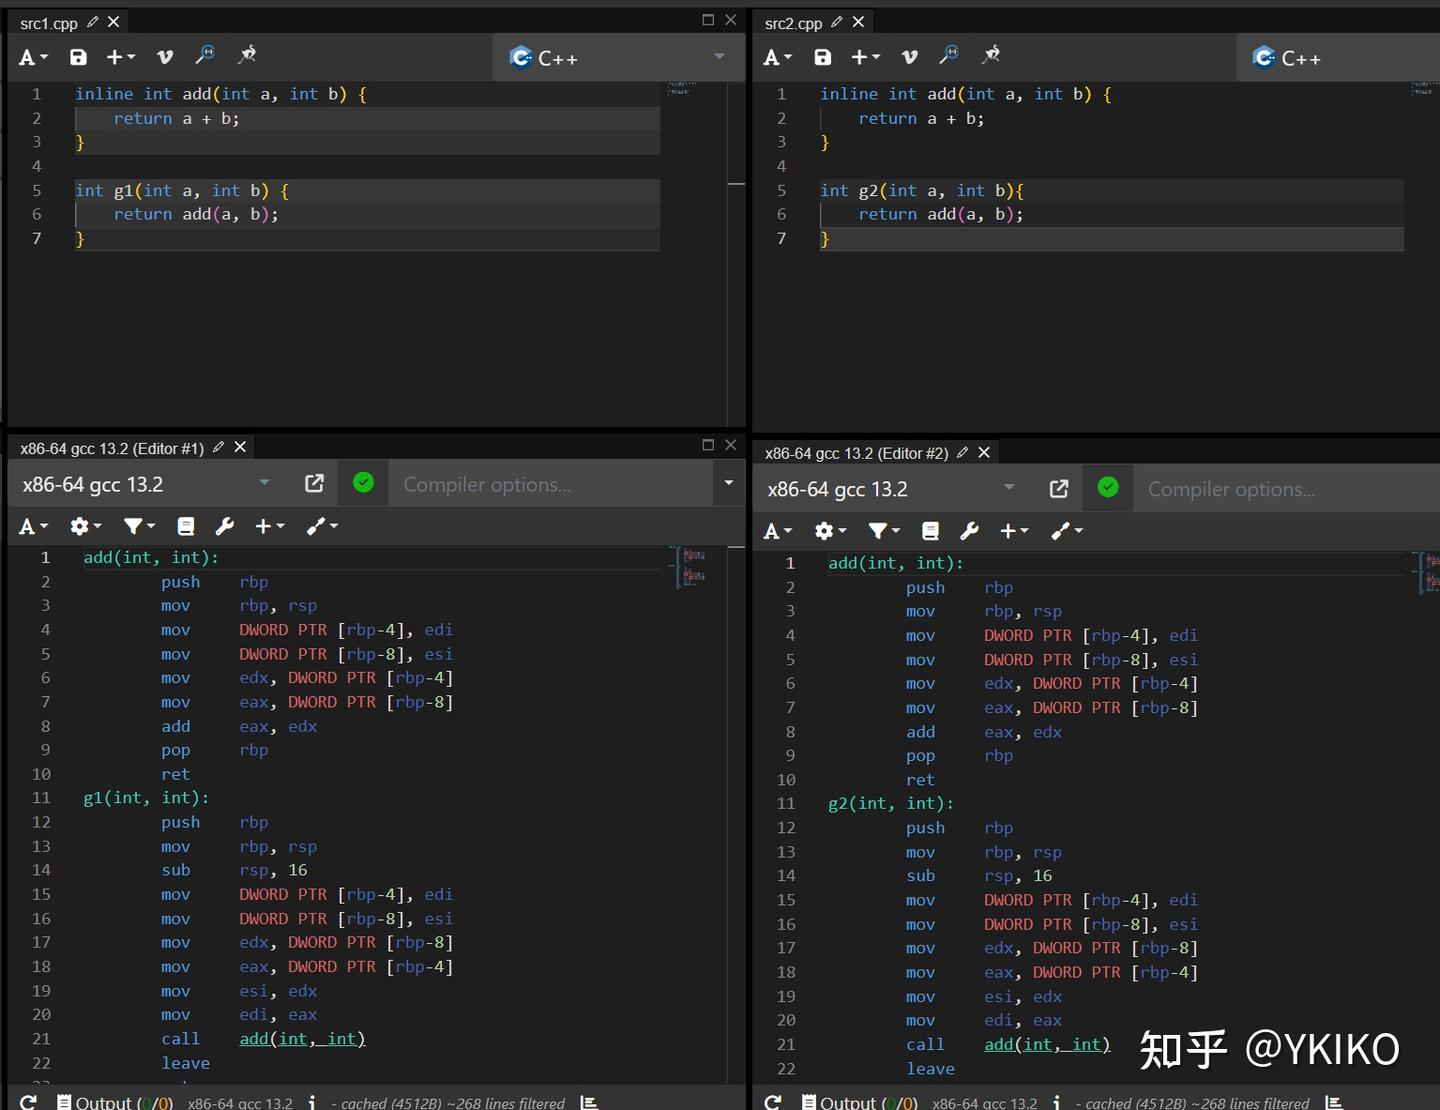 src1.cpp
A C++
1 inline int add(int a, int b) {
2 return a + b;
3 }
4
5 int g1(int a, int b) {
6 return add(a, b);
7 }
src2.cpp
A C++
1 inline int add(int a, int b) {
2 return a + b;
3 }
4
5 int g2(int a, int b){
6 return add(a, b);
7 }
x86-64 gcc 13.2 (Editor #1)
x86-64 gcc 13.2 Compiler options...
A
1 add(int, int):
2 push rbp
3 mov rbp, rsp
4 mov DWORD PTR [rbp-4], edi
5 mov DWORD PTR [rbp-8], esi
6 mov edx, DWORD PTR [rbp-4]
7 mov eax, DWORD PTR [rbp-8]
8 add eax, edx
9 pop rbp
10 ret
11 g1(int, int):
12 push rbp
13 mov rbp, rsp
14 sub rsp, 16
15 mov DWORD PTR [rbp-4], edi
16 mov DWORD PTR [rbp-8], esi
17 mov edx, DWORD PTR [rbp-8]
18 mov eax, DWORD PTR [rbp-4]
19 mov esi, edx
20 mov edi, eax
21 call add(int, int)
22 leave
Output (0/0) x86-64 gcc 13.2 i - cached (4512B) ~268 lines filtered
x86-64 gcc 13.2 (Editor #2)
x86-64 gcc 13.2 Compiler options...
A
1 add(int, int):
2 push rbp
3 mov rbp, rsp
4 mov DWORD PTR [rbp-4], edi
5 mov DWORD PTR [rbp-8], esi
6 mov edx, DWORD PTR [rbp-4]
7 mov eax, DWORD PTR [rbp-8]
8 add eax, edx
9 pop rbp
10 ret
11 g2(int, int):
12 push rbp
13 mov rbp, rsp
14 sub rsp, 16
15 mov DWORD PTR [rbp-4], edi
16 mov DWORD PTR [rbp-8], esi
17 mov edx, DWORD PTR [rbp-8]
18 mov eax, DWORD PTR [rbp-4]
19 mov esi, edx
20 mov edi, eax
21 call add(int, int)
22 leave
Output (0/0) x86-64 gcc 13.2 i - cached (4512B) ~268 lines filtered
知乎 @YKIKO